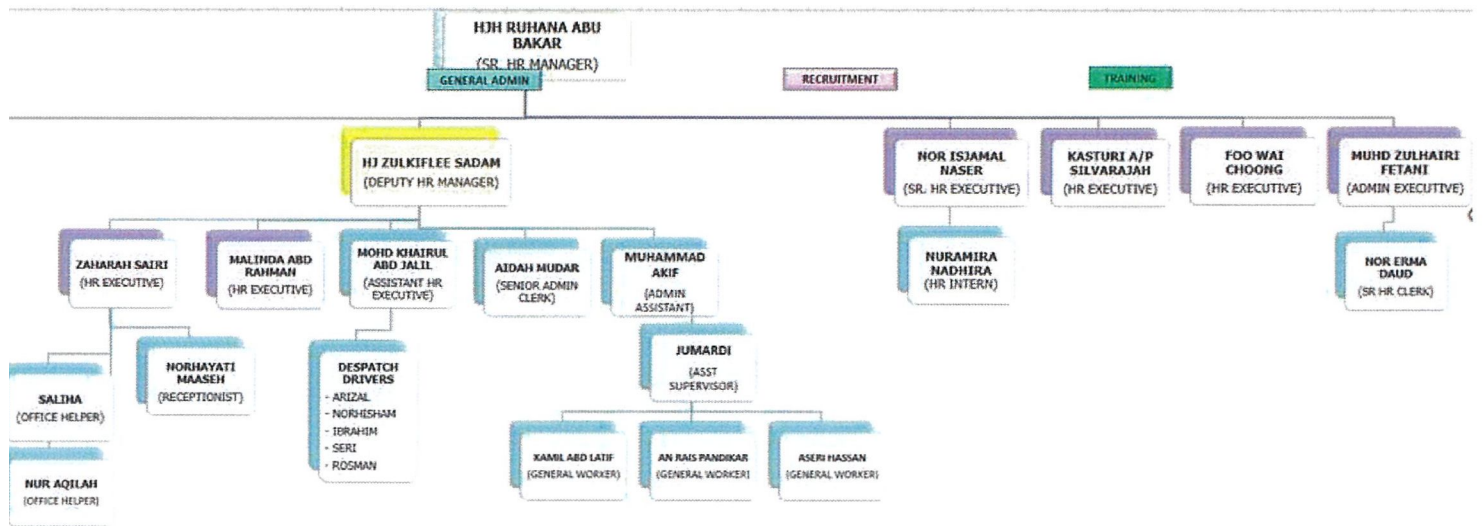 HJH RUHANA ABU
BAKAR
(SR. HR MANAGER)
GENERAL ADMIN
RECRUITMENT
TRAINING
HJ ZULKIFLEE SADAM
(DEPUTY HR MANAGER)
NOR ISJAMAL
NASER
(SR. HR EXECUTIVE)
KASTURI A/P
SILVARAJAH
(HR EXECUTIVE)
FOO WAI
CHOONG
(HR EXECUTIVE)
MUHD ZULHAIRI
FETANI
(ADMIN EXECUTIVE)
ZAHARAH SAIRI
(HR EXECUTIVE)
MALINDA ABD
RAHMAN
(HR EXECUTIVE)
MOHD KHAIRUL
ABD JALIL
(ASSISTANT HR
EXECUTIVE)
AIDAH MUDAR
(SENIOR ADMIN
CLERK)
MUHAMMAD
AKIF
(ADMIN
ASSISTANT)
NURAMIRA
NADHIRA
(HR INTERN)
NOR ERMA
DAUD
(SR HR CLERK)
SALIHA
(OFFICE HELPER)
NORHAYATI
MAASEH
(RECEPTIONIST)
DESPATCH
DRIVERS
- ARIZAL
- NORHISHAM
- IBRAHIM
- SERI
- ROSMAN
JUMARDI
(ASST
SUPERVISOR)
NUR AQILAH
(OFFICE HELPER)
KAMIL ABD LATIF
(GENERAL WORKER)
AN RAIS PANDIKAR
(GENERAL WORKER)
ASERI HASSAN
(GENERAL WORKER)